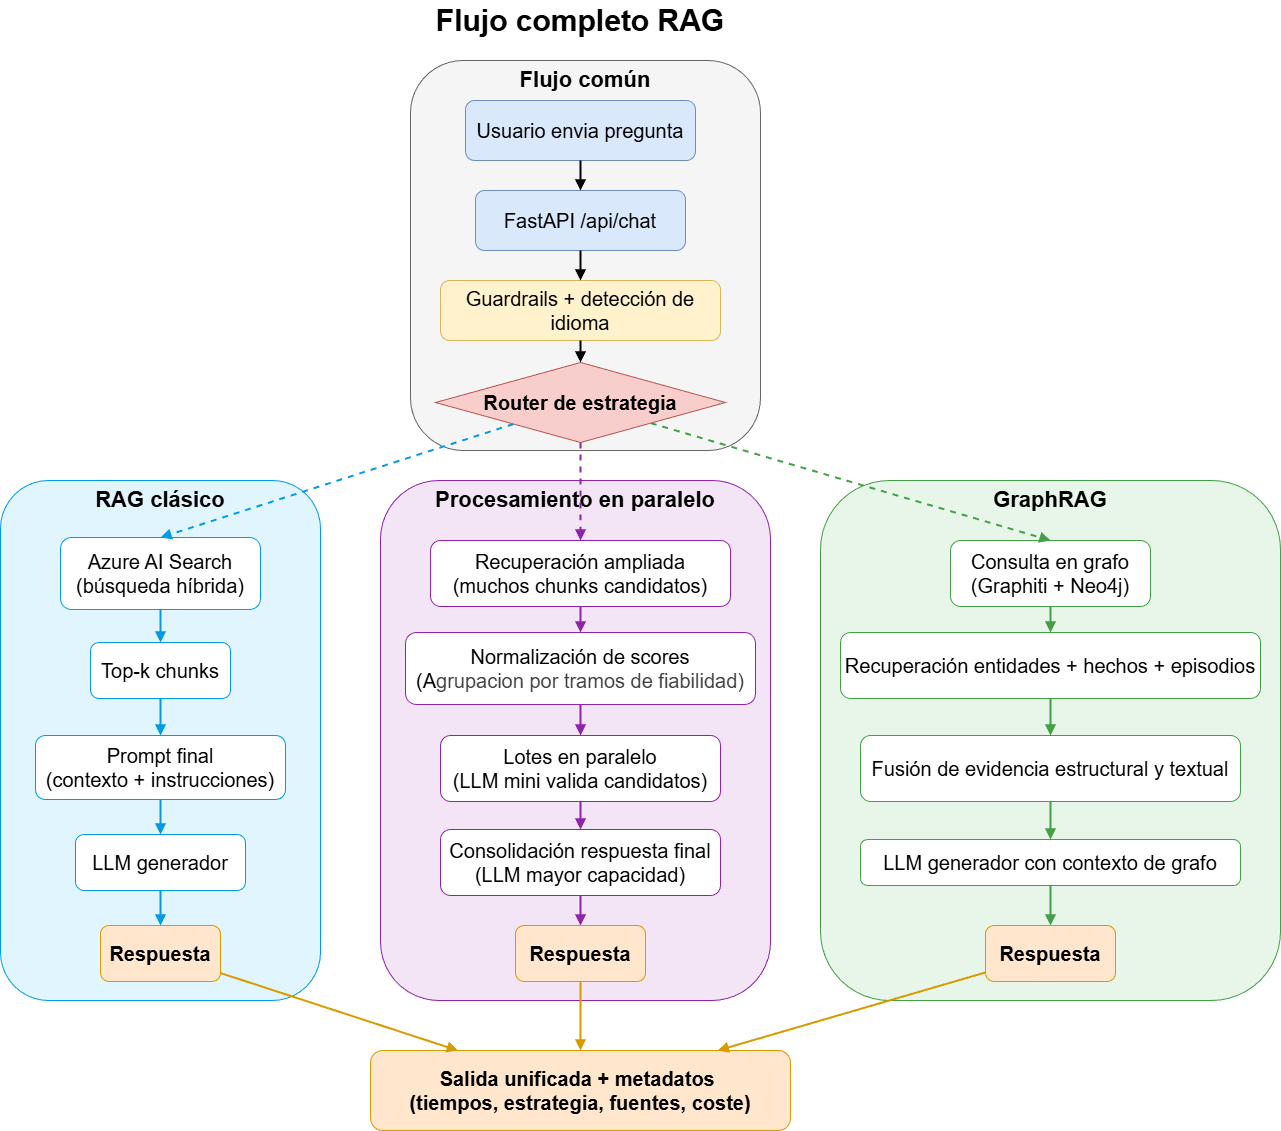 Flujo completo RAG
Flujo común
Usuario envia pregunta
FastAPI /api/chat
Guardrails + detección de
idioma
Router de estrategia
RAG clásico
Azure AI Search
(búsqueda híbrida)
Top-k chunks
Prompt final
(contexto + instrucciones)
LLM generador
Respuesta
Procesamiento en paralelo
Recuperación ampliada
(muchos chunks candidatos)
Normalización de scores
(Agrupacion por tramos de fiabilidad)
Lotes en paralelo
(LLM mini valida candidatos)
Consolidación respuesta final
(LLM mayor capacidad)
Respuesta
GraphRAG
Consulta en grafo
(Graphiti + Neo4j)
Recuperación entidades + hechos + episodios
Fusión de evidencia estructural y textual
LLM generador con contexto de grafo
Respuesta
Salida unificada + metadatos
(tiempos, estrategia, fuentes, coste)